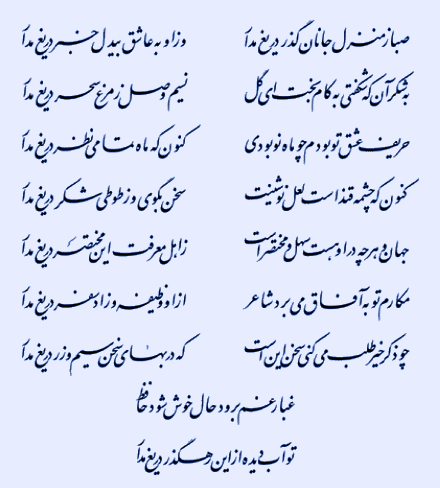 صبا ز منزل جانان گذر دریغ مدار
وز او به عاشق بیدل خبر دریغ مدار
به شکر آن که شکفتی به کام بخت ای گل
نسیم وصل ز مرغ سحر دریغ مدار
حریف عشق تو بودم چو ماه نو بودی
کنون که ماه تمامی نظر دریغ مدار
کنون که چشمه قند است لعل نوشینت
سخن بگوی و ز طوطی شکر دریغ مدار
جهان و هر چه در او هست سهل و مختصر است
ز اهل معرفت این مختصر دریغ مدار
مکارم تو به آفاق می برد شاعر
از او وظیفه و زاد سفر دریغ مدار
چو ذکر خیر طلب می کنی سخن این است
که در بهای سخن سیم و زر دریغ مدار
غبار غم برود حال خوش شود حافظ
تو آب دیده از این رهگذر دریغ مدار